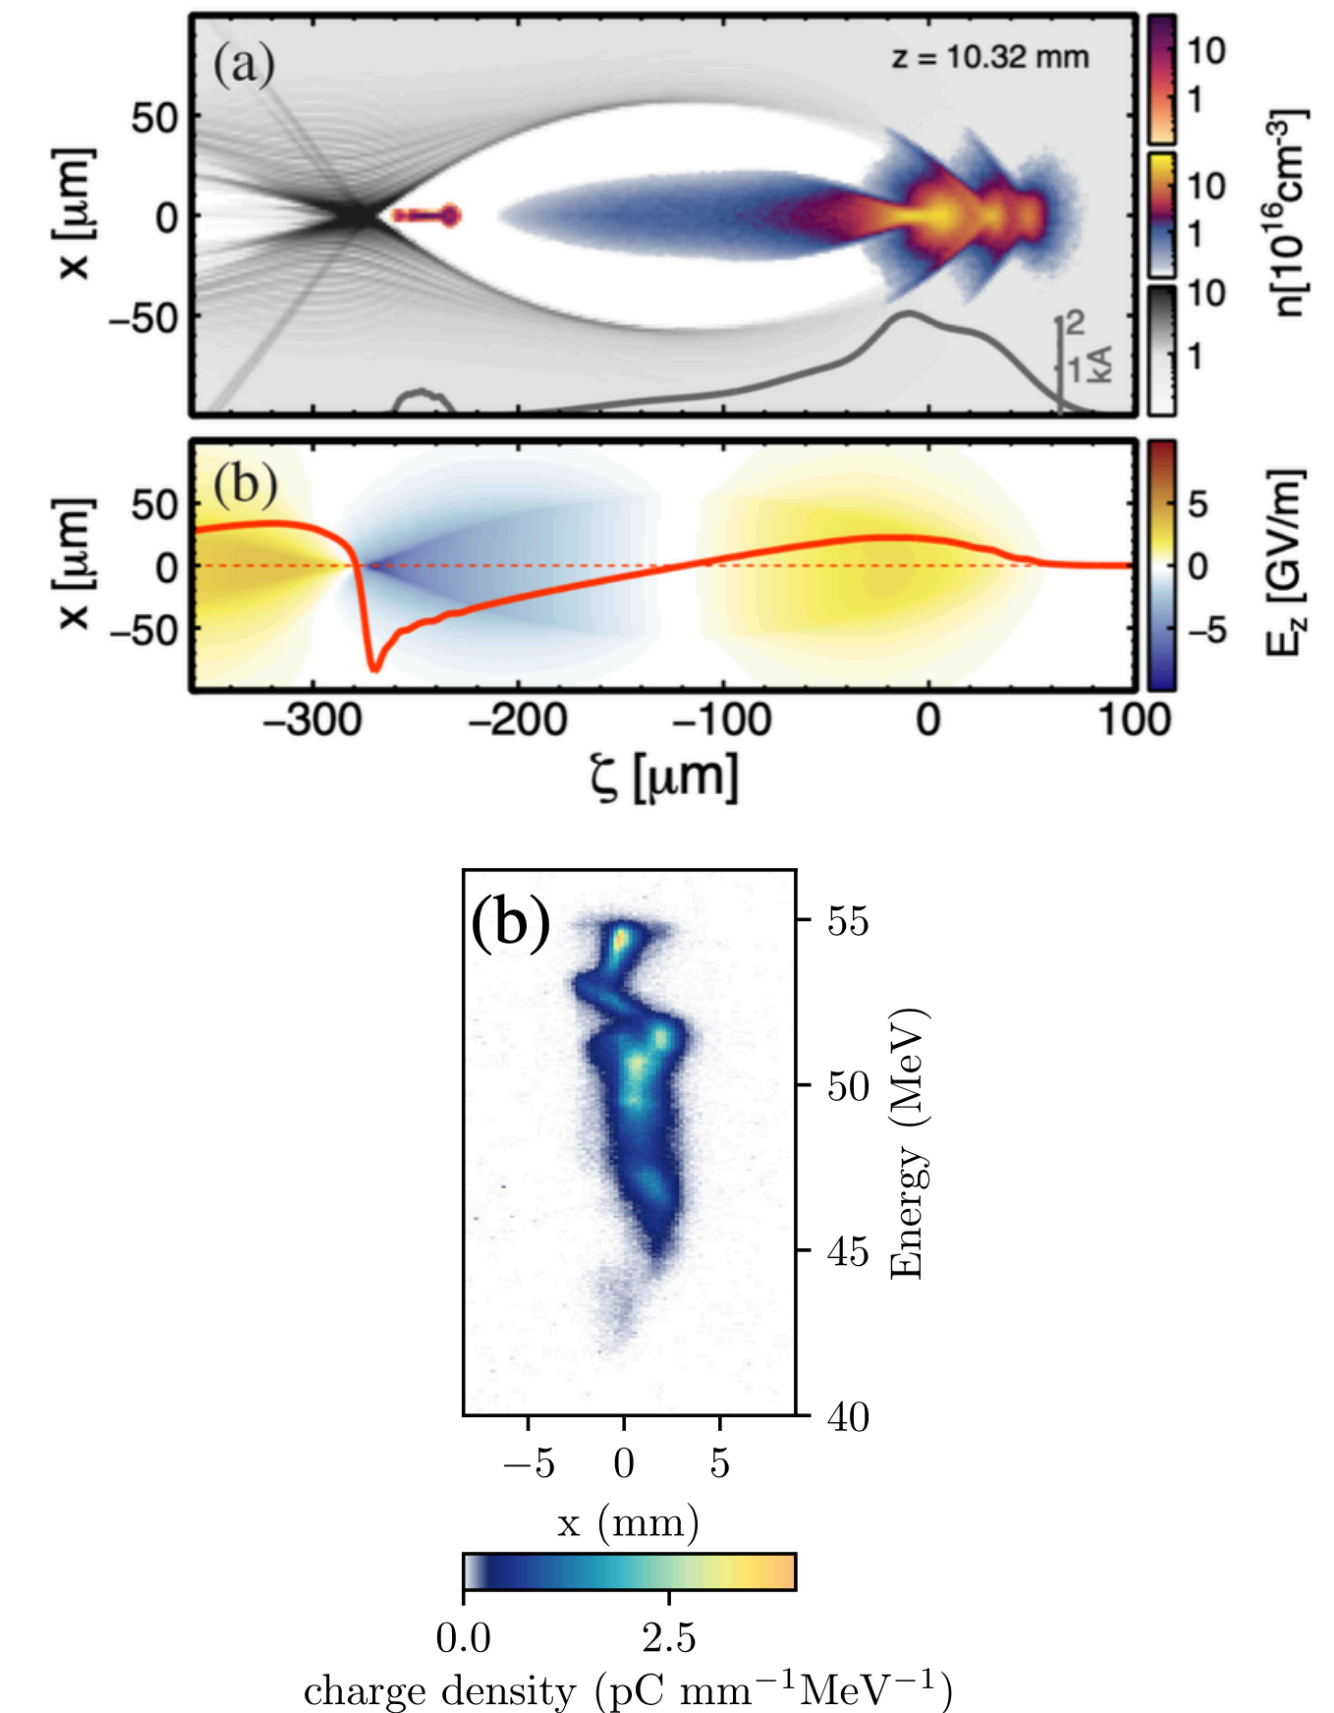 (a)
z = 10.32 mm
50
0
−50
x [μm]
2
1
kA
10
1
10
1
10
1
n[10^16cm^-3]
(b)
50
0
−50
x [μm]
5
0
−5
E_z [GV/m]
−300 −200 −100 0 100
ζ [μm]
(b)
55
50
45
40
Energy (MeV)
−5 0 5
x (mm)
0.0 2.5
charge density (pC mm^−1MeV^−1)